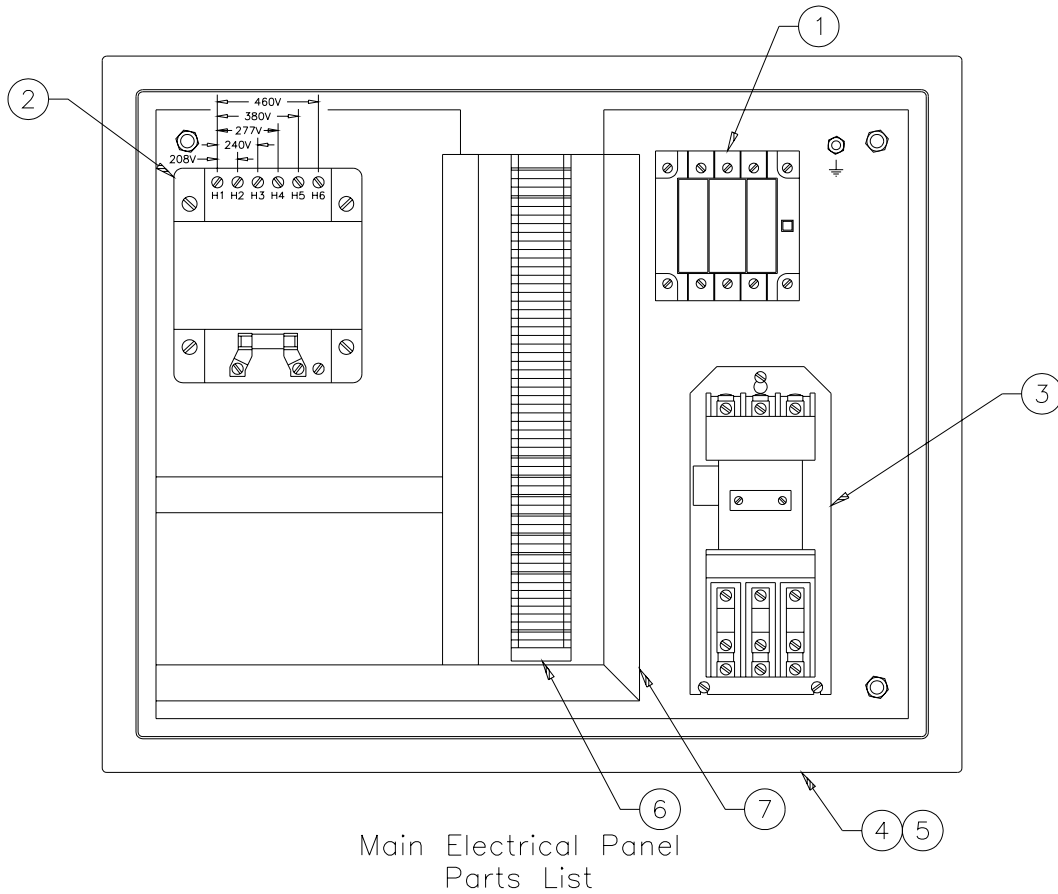 1
2
460V
380V
277V
240V
208V
H1 H2 H3 H4 H5 H6
3
6
7
4 5
Main Electrical Panel
Parts List